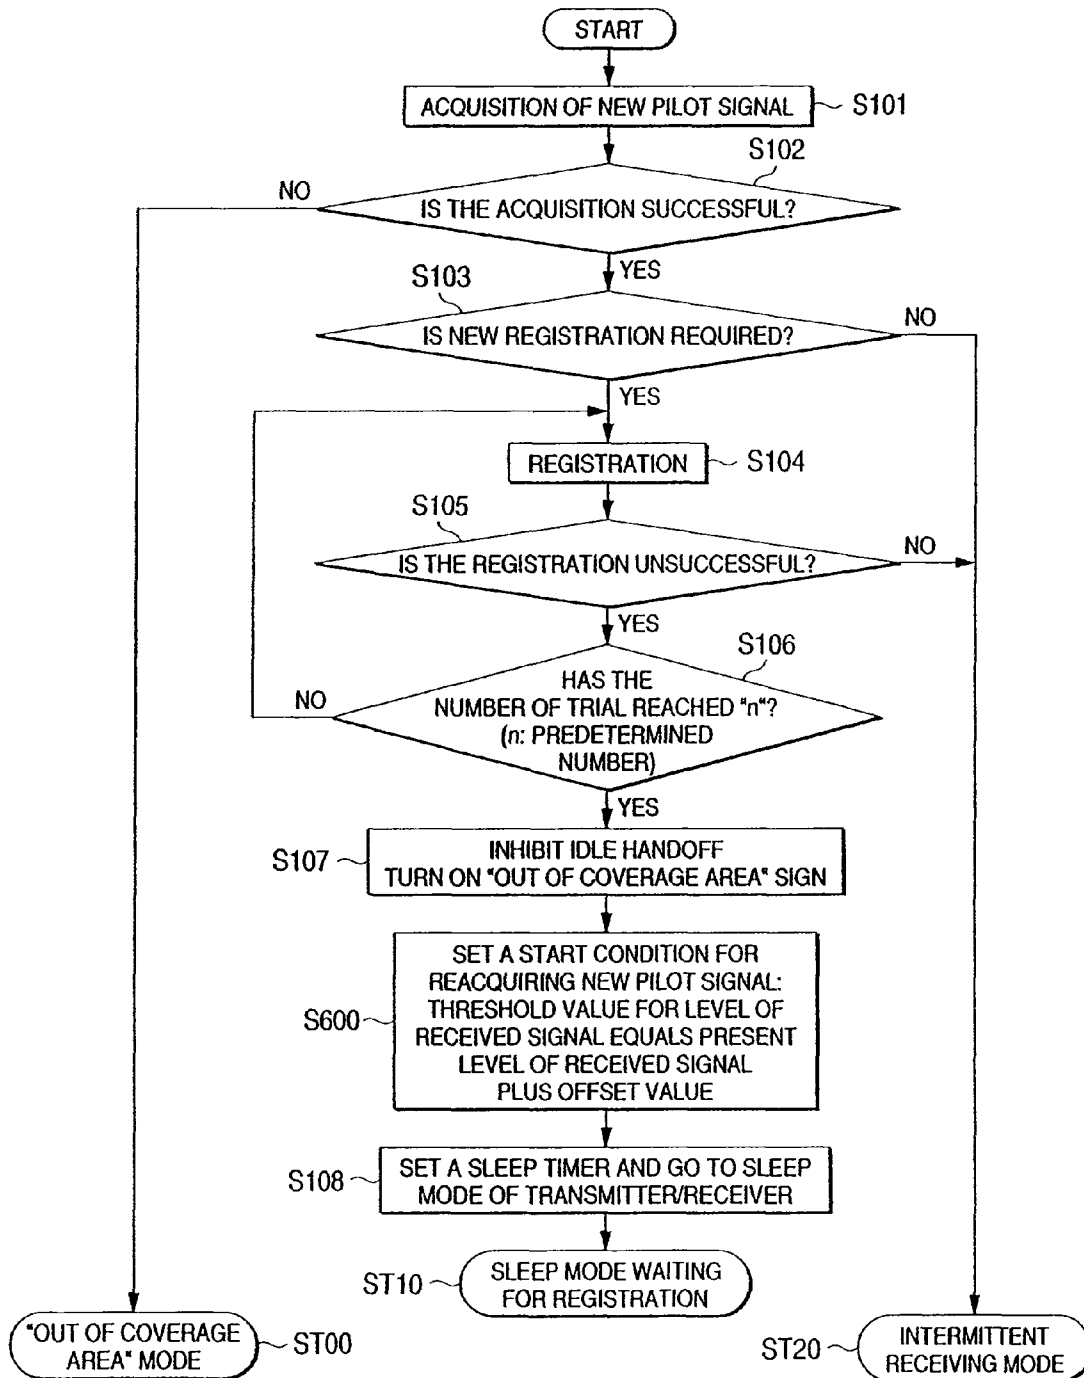 START
ACQUISITION OF NEW PILOT SIGNAL
S101
S102
NO
IS THE ACQUISITION SUCCESSFUL?
YES
S103
IS NEW REGISTRATION REQUIRED?
NO
YES
REGISTRATION
S104
S105
IS THE REGISTRATION UNSUCCESSFUL?
NO
YES
S106
NO
HAS THE
NUMBER OF TRIAL REACHED "n"?
(n: PREDETERMINED
NUMBER)
YES
S107
INHIBIT IDLE HANDOFF
TURN ON "OUT OF COVERAGE AREA" SIGN
S600
SET A START CONDITION FOR
REACQUIRING NEW PILOT SIGNAL:
THRESHOLD VALUE FOR LEVEL OF
RECEIVED SIGNAL EQUALS PRESENT
LEVEL OF RECEIVED SIGNAL
PLUS OFFSET VALUE
S108
SET A SLEEP TIMER AND GO TO SLEEP
MODE OF TRANSMITTER/RECEIVER
ST10
SLEEP MODE WAITING
FOR REGISTRATION
"OUT OF COVERAGE
AREA" MODE
ST00
ST20
INTERMITTENT
RECEIVING MODE